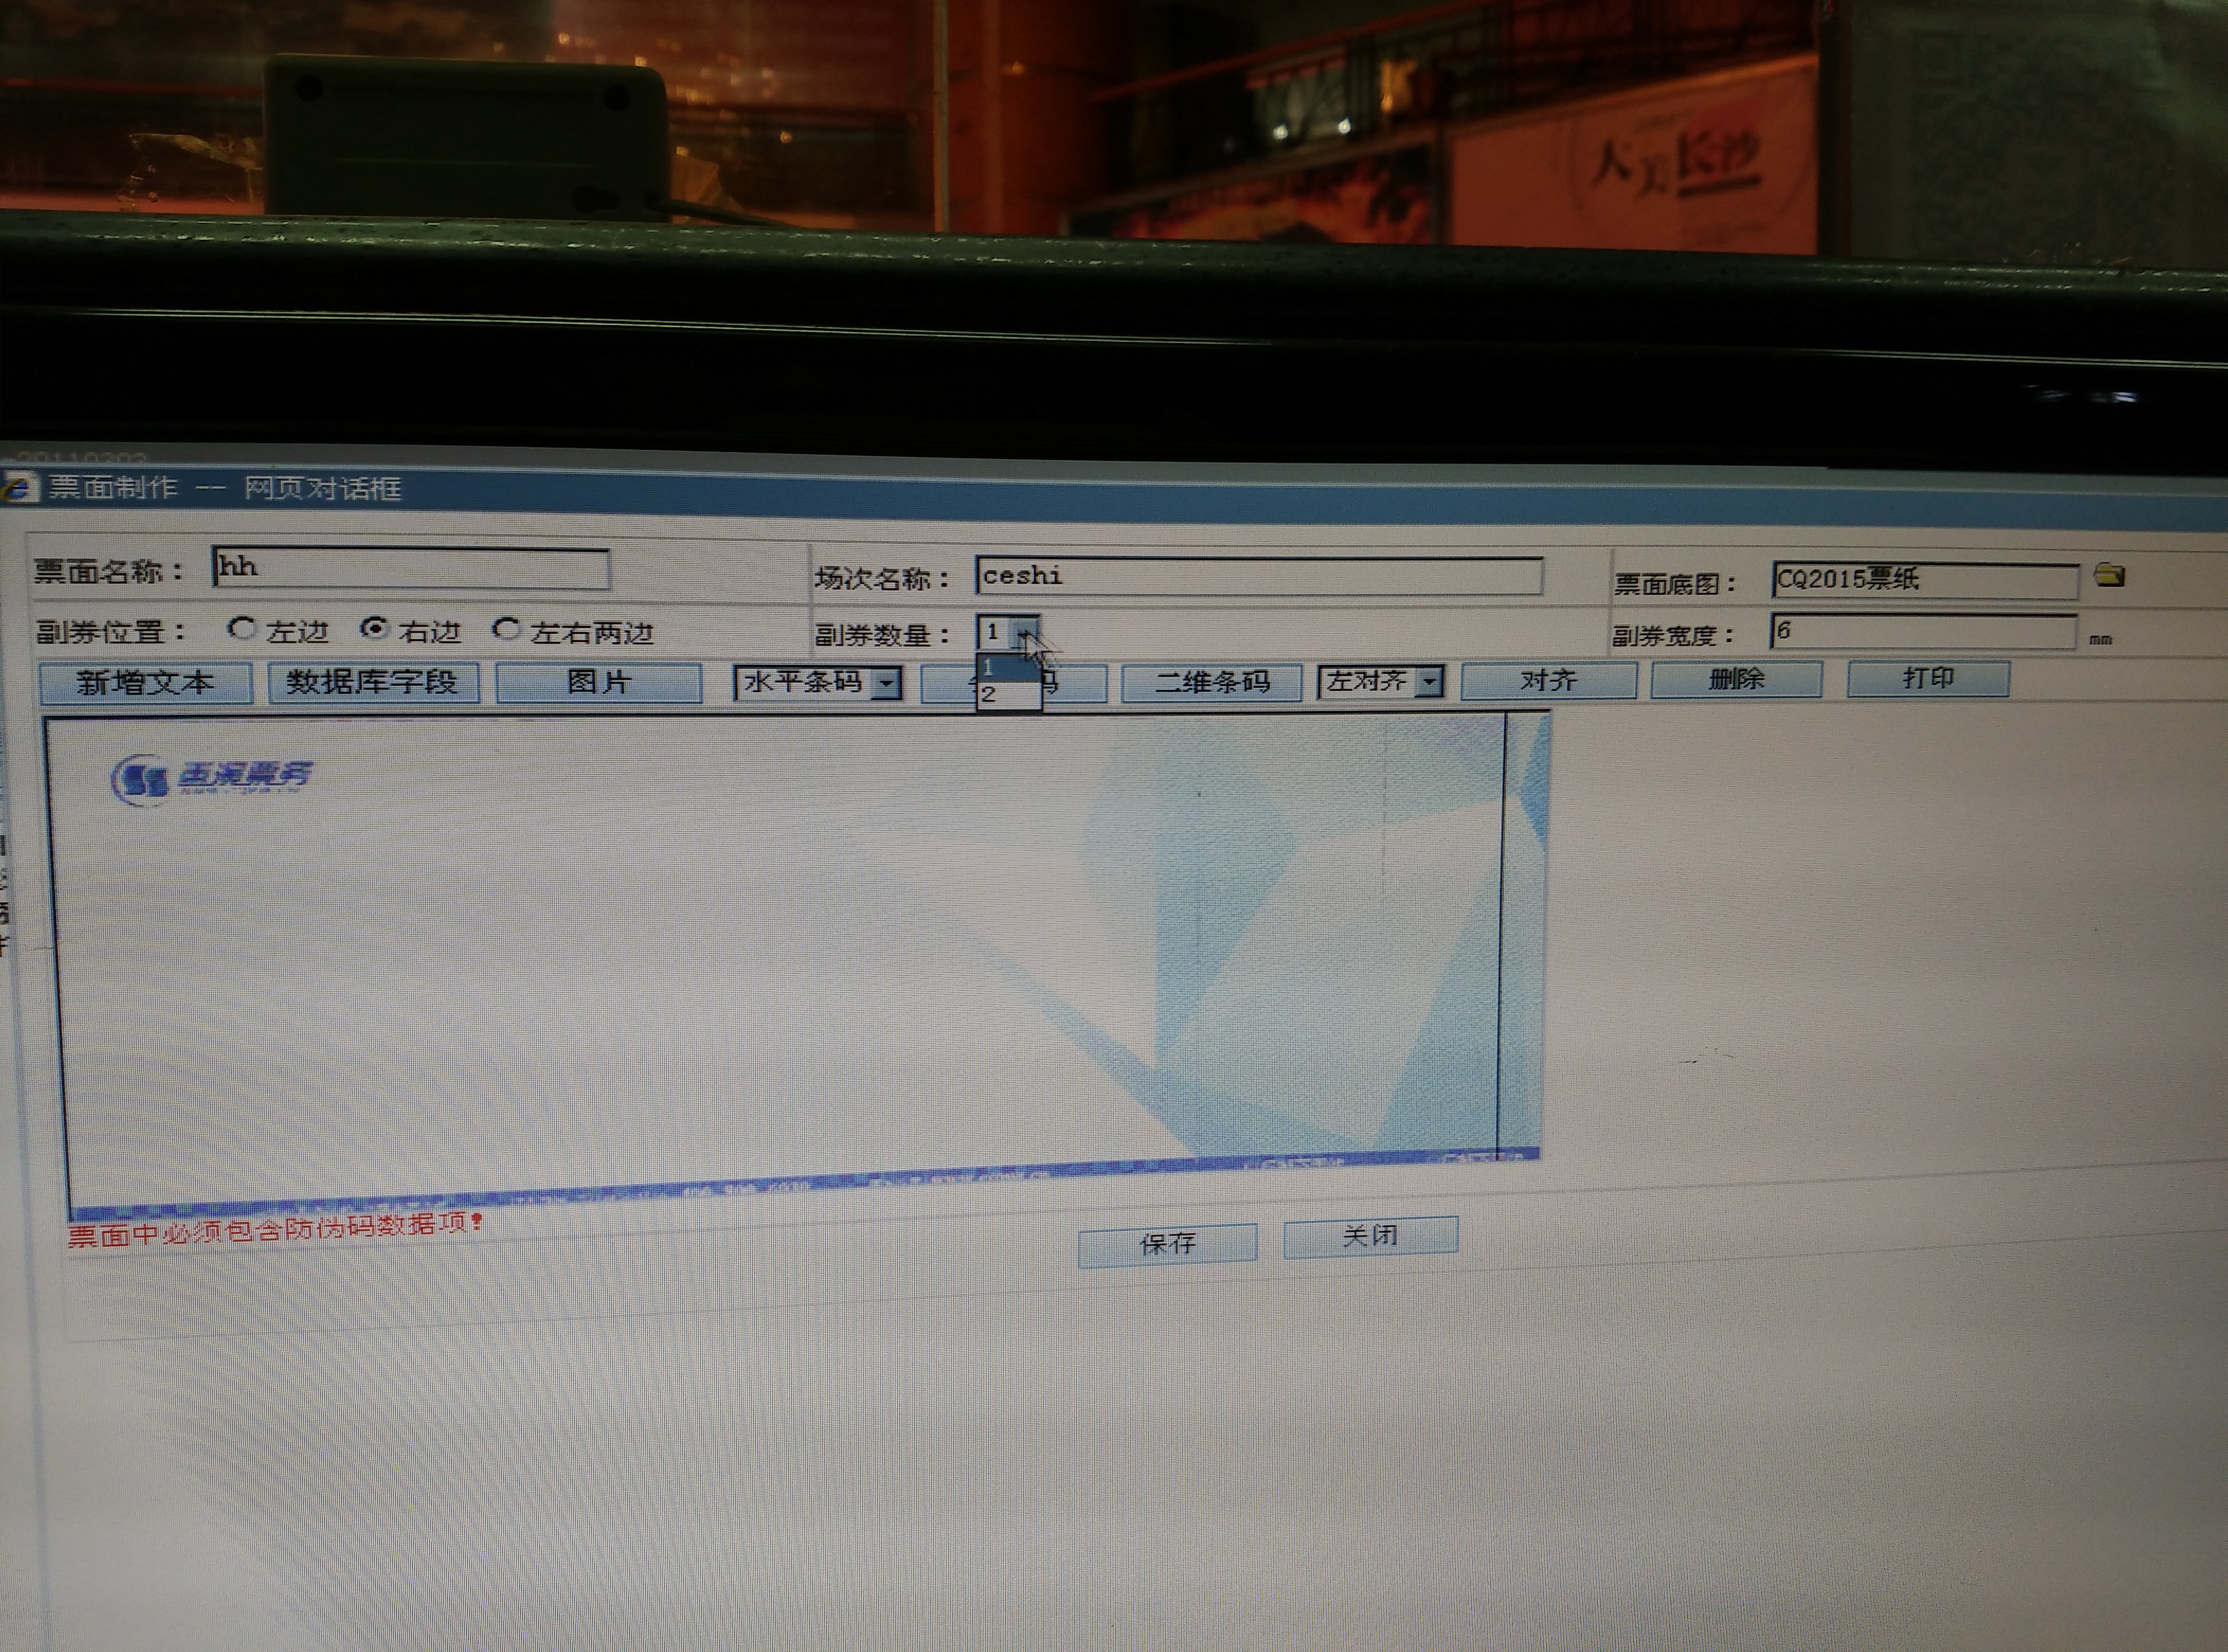 人美长沙
票面制作 -- 网页对话框
票面名称： hh 场次名称： ceshi 票面底图： CQ2015票纸
副券位置： 左边 右边 左右两边 副券数量： 1 副券宽度： 6 mm
新增文本 数据库字段 图片 水平条码 码 二维条码 左对齐 对齐 删除 打印
1
2
票务
票面中必须包含防伪码数据项！
保存 关闭